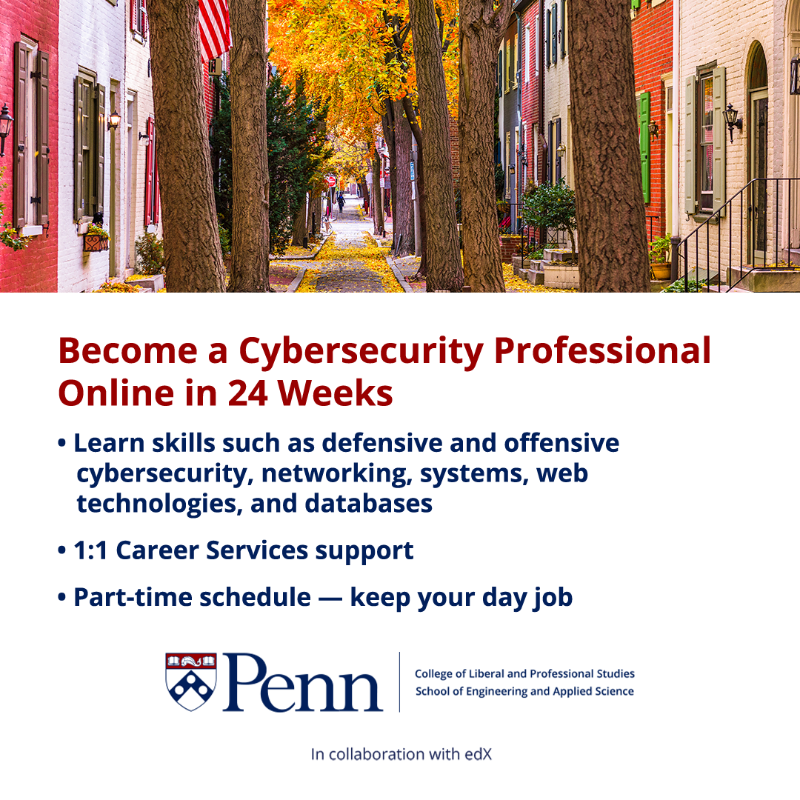 Become a Cybersecurity Professional
Online in 24 Weeks
• Learn skills such as defensive and offensive
cybersecurity, networking, systems, web
technologies, and databases
• 1:1 Career Services support
• Part-time schedule — keep your day job
Penn
College of Liberal and Professional Studies
School of Engineering and Applied Science
In collaboration with edX